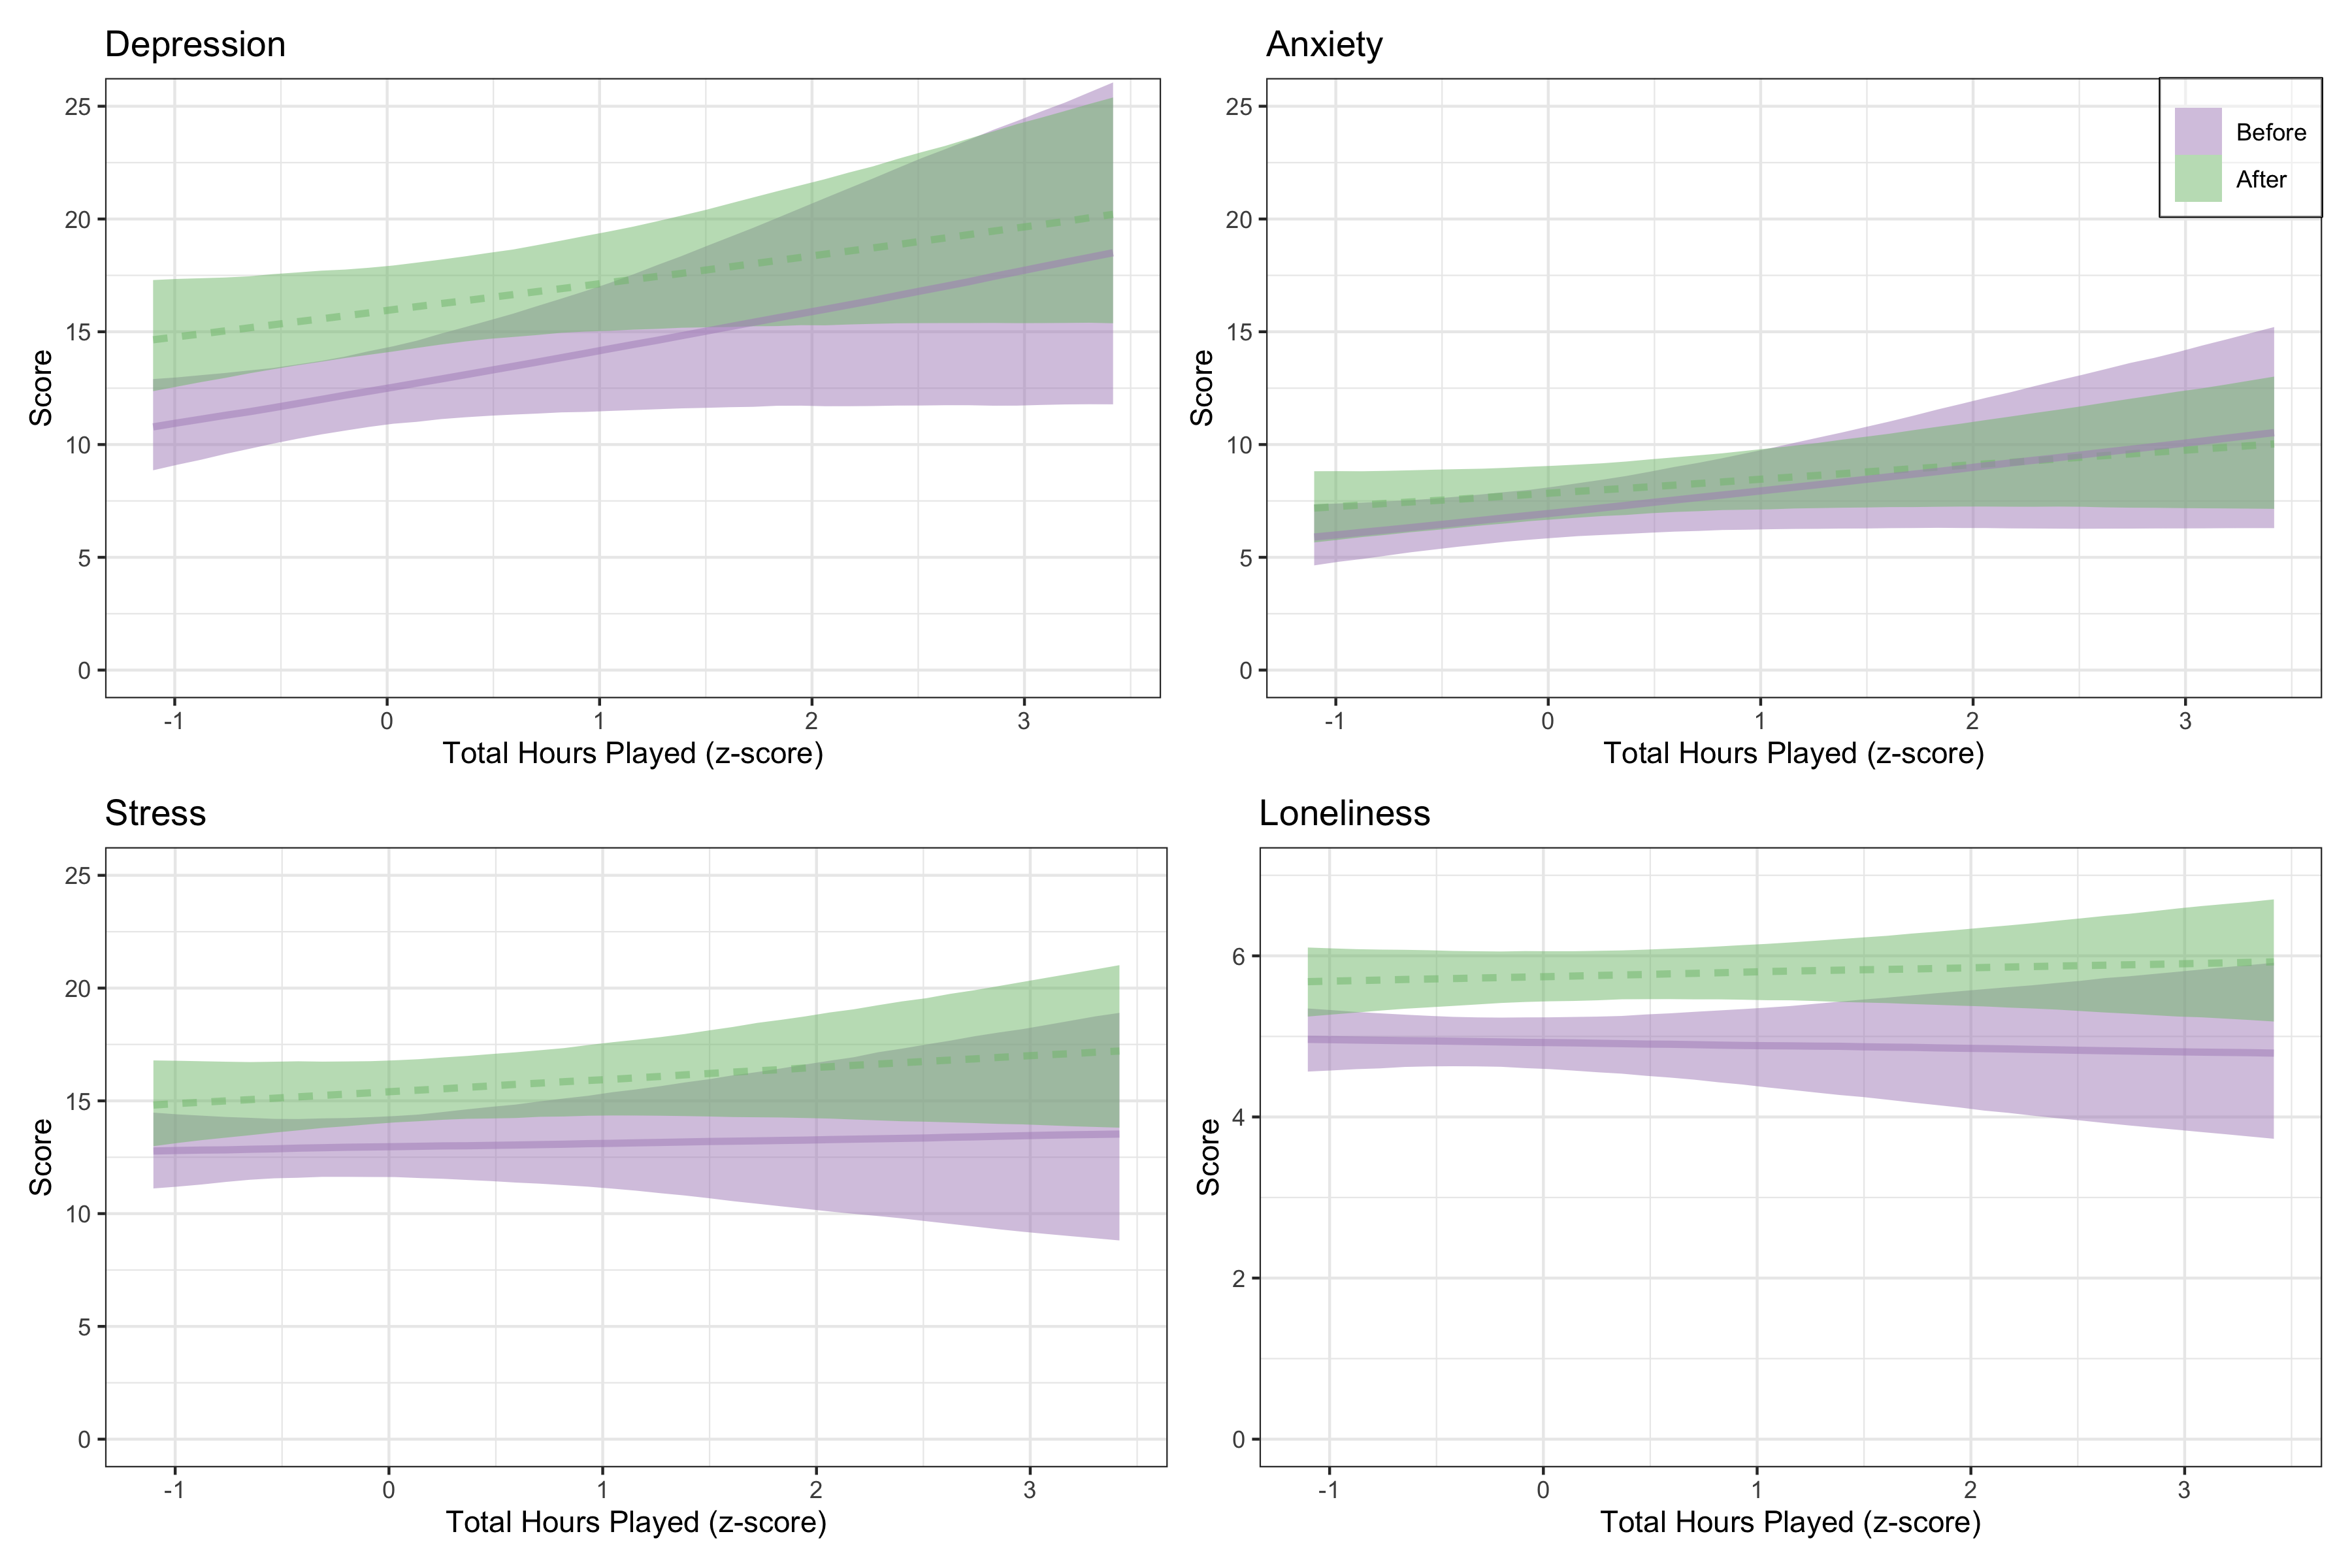 Depression
25
20
15
10
5
0
Score
-1 0 1 2 3
Total Hours Played (z-score)
Anxiety
25
20
15
10
5
0
Score
-1 0 1 2 3
Total Hours Played (z-score)
Before
After
Stress
25
20
15
10
5
0
Score
-1 0 1 2 3
Total Hours Played (z-score)
Loneliness
6
4
2
0
Score
-1 0 1 2 3
Total Hours Played (z-score)